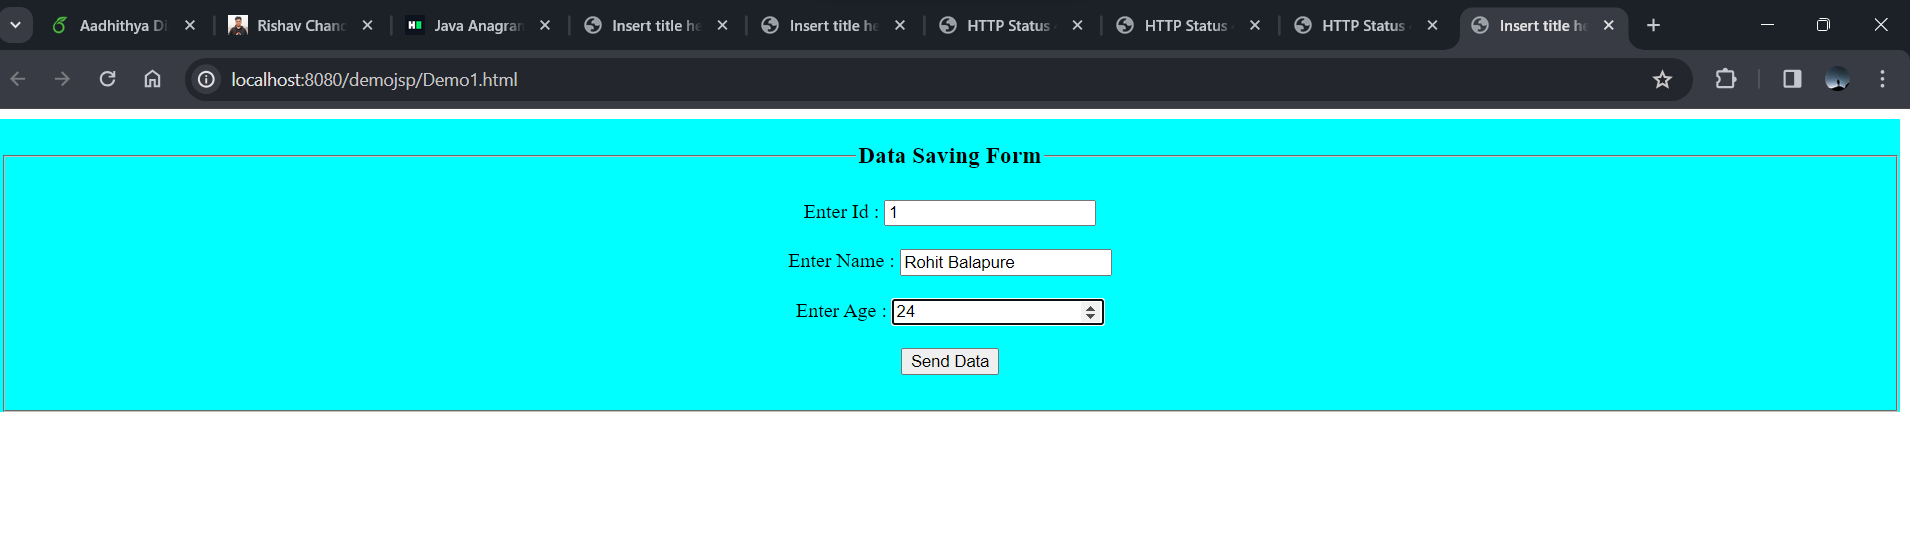 Aadhithya Di
Rishav Chanc
Java Anagran
Insert title he
Insert title he
HTTP Status
HTTP Status
HTTP Status
Insert title he
localhost:8080/demojsp/Demo1.html
Data Saving Form
Enter Id : 1
Enter Name : Rohit Balapure
Enter Age : 24
Send Data